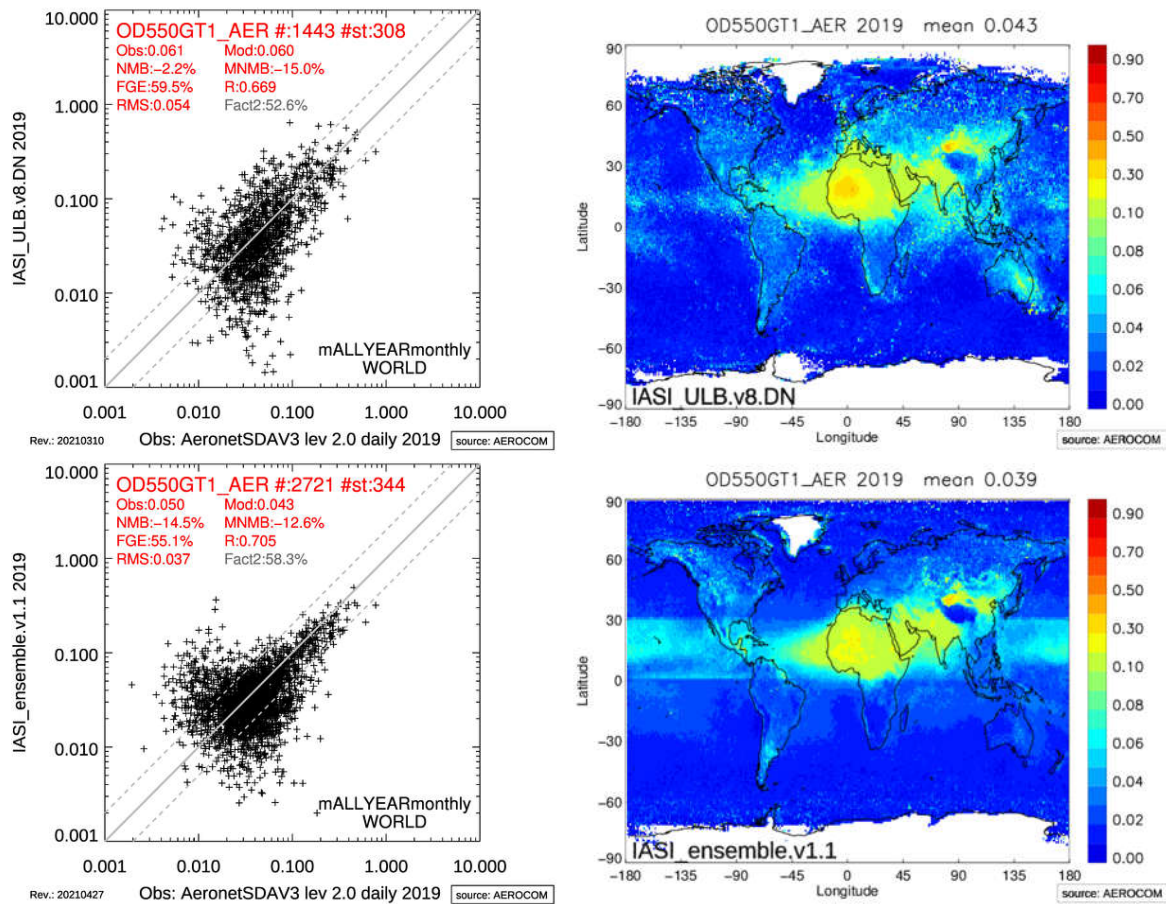 10.000
OD550GT1_AER #:1443 #st:308
Obs:0.061 Mod:0.060
NMB:−2.2% MNMB:−15.0%
FGE:59.5% R:0.669
RMS:0.054 Fact2:52.6%
1.000
0.100
0.010
0.001
IASI_ULB.v8.DN 2019
mALLYEARmonthly
WORLD
0.001 0.010 0.100 1.000 10.000
Rev.: 20210310 Obs: AeronetSDAV3 lev 2.0 daily 2019 source: AEROCOM
OD550GT1_AER 2019 mean 0.043
90
60
30
0
−30
−60
−90
Latitude
IASI_ULB.v8.DN
−180 −135 −90 −45 0 45 90 135 180
Longitude
0.90
0.70
0.50
0.30
0.10
0.08
0.06
0.04
0.02
0.00
source: AEROCOM
10.000
OD550GT1_AER #:2721 #st:344
Obs:0.050 Mod:0.043
NMB:−14.5% MNMB:−12.6%
FGE:55.1% R:0.705
RMS:0.037 Fact2:58.3%
1.000
0.100
0.010
0.001
IASI_ensemble.v1.1 2019
mALLYEARmonthly
WORLD
0.001 0.010 0.100 1.000 10.000
Rev.: 20210427 Obs: AeronetSDAV3 lev 2.0 daily 2019 source: AEROCOM
OD550GT1_AER 2019 mean 0.039
90
60
30
0
−30
−60
−90
Latitude
IASI_ensemble.v1.1
−180 −135 −90 −45 0 45 90 135 180
Longitude
0.90
0.70
0.50
0.30
0.10
0.08
0.06
0.04
0.02
0.00
source: AEROCOM